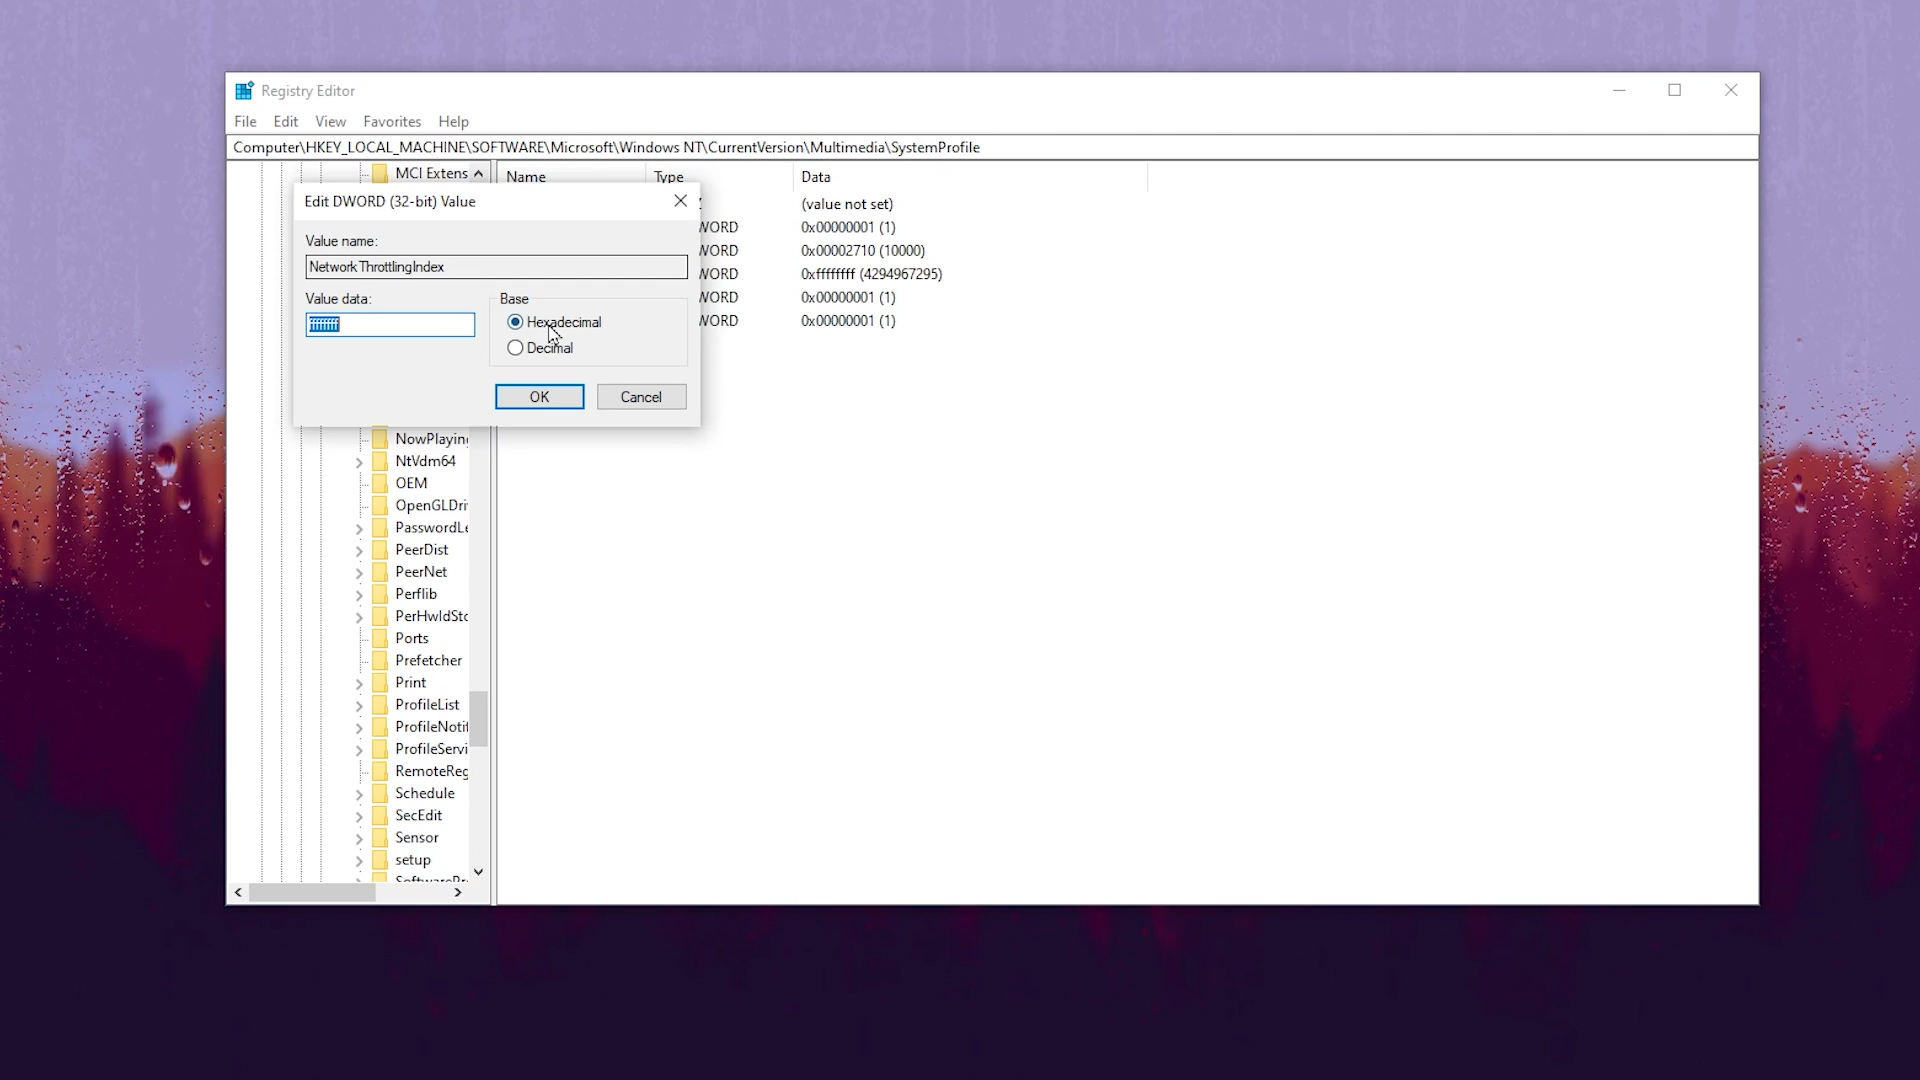 Registry Editor
File Edit View Favorites Help
Computer\HKEY_LOCAL_MACHINE\SOFTWARE\Microsoft\Windows NT\CurrentVersion\Multimedia\SystemProfile
MCI Extens
Name Type Data
Edit DWORD (32-bit) Value
(value not set)
WORD 0x00000001 (1)
Value name:
WORD 0x00002710 (10000)
NetworkThrottlingIndex
WORD 0xffffffff (4294967295)
Value data: Base
WORD 0x00000001 (1)
ffffffff
Hexadecimal
WORD 0x00000001 (1)
Decimal
OK Cancel
NowPlayin
NtVdm64
OEM
OpenGLDri
PasswordLe
PeerDist
PeerNet
Perflib
PerHwIdSto
Ports
Prefetcher
Print
ProfileList
ProfileNotif
ProfileServi
RemoteReg
Schedule
SecEdit
Sensor
setup
SoftwarePr